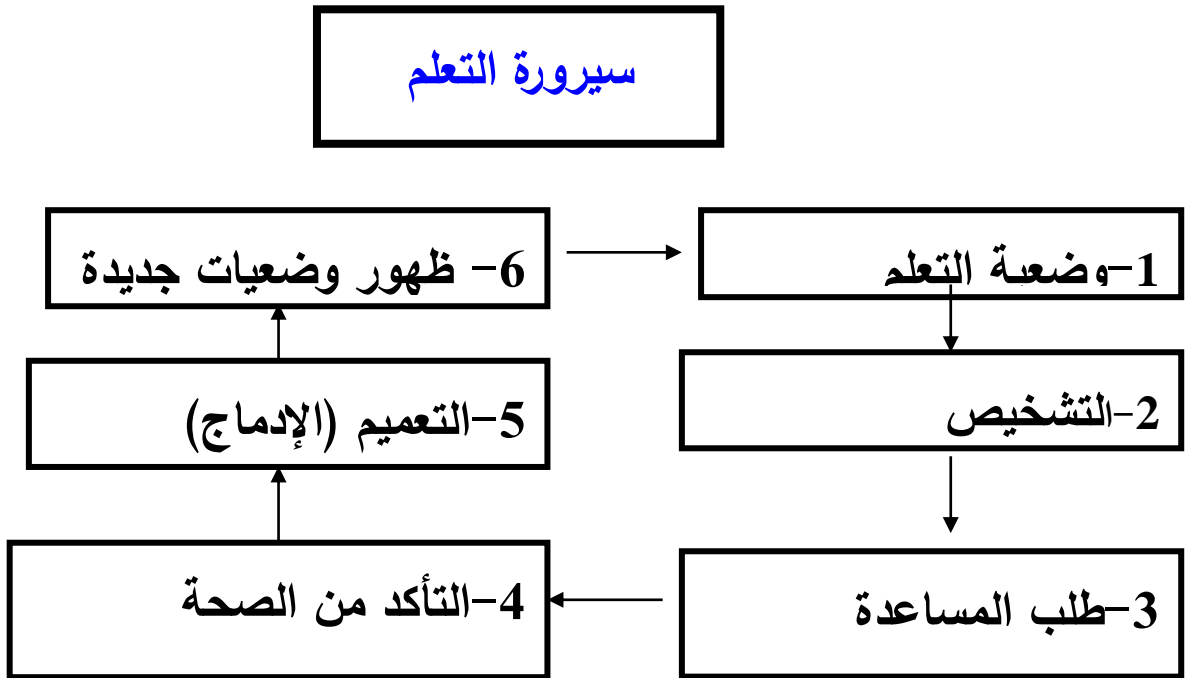 سيرورة التعلم
1-وضعية التعلم
2-التشخيص
3-طلب المساعدة
4-التأكد من الصحة
5-التعميم (الإدماج)
6- ظهور وضعيات جديدة